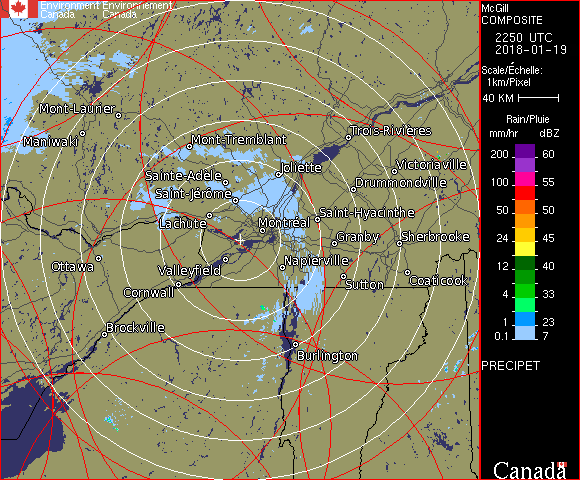 Environment Environnement
Canada Canada
Mont-Laurier
Maniwaki
Mont-Tremblant
Trois-Rivières
Sainte-Adèle
Joliette
Victoriaville
Saint-Jérôme
Drummondville
Lachute
Montréal
Saint-Hyacinthe
Granby
Sherbrooke
Ottawa
Valleyfield
Napierville
Cornwall
Sutton
Coaticook
Brockville
Burlington
McGill
COMPOSITE
2250 UTC
2018-01-19
Scale/Échelle:
1km/Pixel
40 KM
Rain/Pluie
mm/hr dBZ
200 60
100 55
50 50
24 45
12 40
4 33
1 23
0.1 7
PRECIPET
Canada